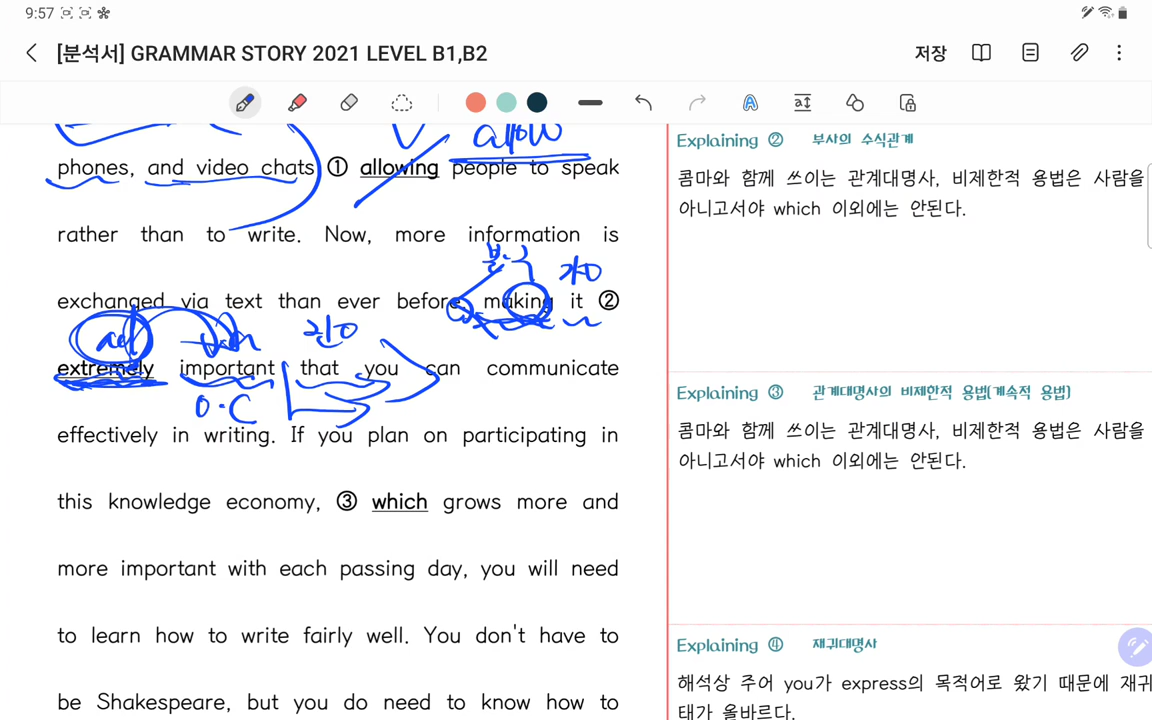 9:57
[분석서] GRAMMAR STORY 2021 LEVEL B1,B2
저장
allow
phones, and video chats ① allowing people to speak
rather than to write. Now, more information is
분·구
가O
exchanged via text than ever before, making it ②
ad
진O
extremely important that you can communicate
O·C
effectively in writing. If you plan on participating in
this knowledge economy, ③ which grows more and
more important with each passing day, you will need
to learn how to write fairly well. You don't have to
be Shakespeare, but you do need to know how to
Explaining ② 부사의 수식관계
콤마와 함께 쓰이는 관계대명사, 비제한적 용법은 사람을
아니고서야 which 이외에는 안된다.
Explaining ③ 관계대명사의 비제한적 용법(계속적 용법)
콤마와 함께 쓰이는 관계대명사, 비제한적 용법은 사람을
아니고서야 which 이외에는 안된다.
Explaining ④ 재귀대명사
해석상 주어 you가 express의 목적어로 왔기 때문에 재귀
태가 올바르다.